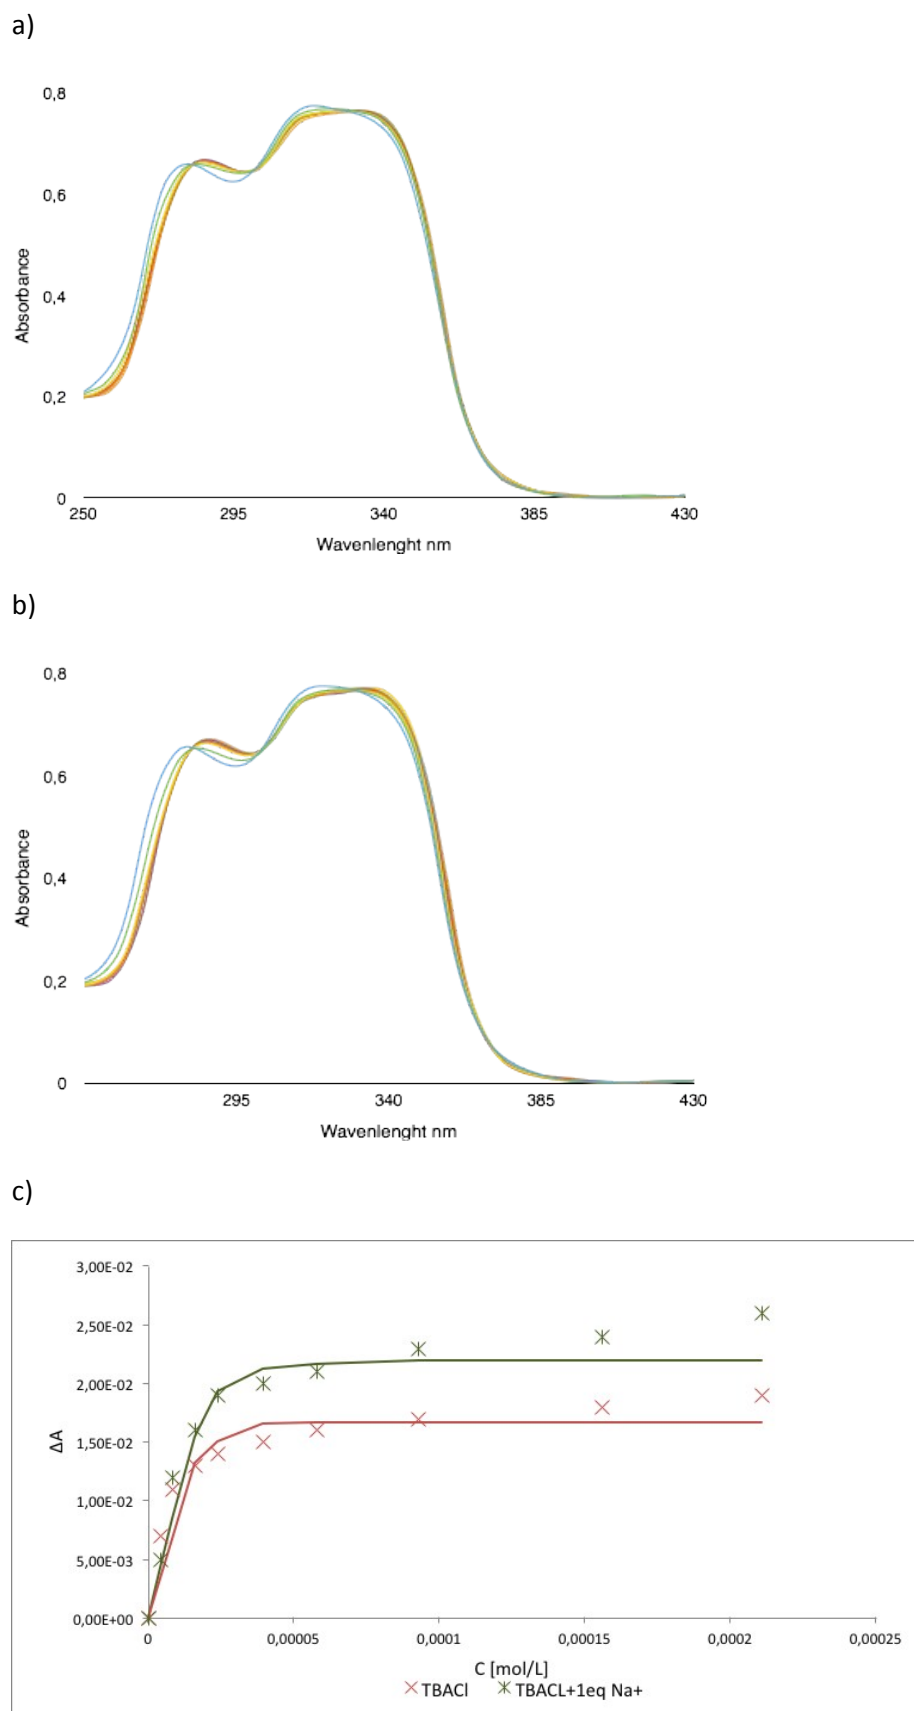 a)
0,8
0,6
0,4
0,2
0
Absorbance
250 295 340 385 430
Wavenlenght nm
b)
0,8
0,6
0,4
0,2
0
Absorbance
295 340 385 430
Wavenlenght nm
c)
3,00E-02
2,50E-02
2,00E-02
1,50E-02
1,00E-02
5,00E-03
0,00E+00
ΔA
0 0,00005 0,0001 0,00015 0,0002 0,00025
C [mol/L]
TBACl TBACL+1eq Na+